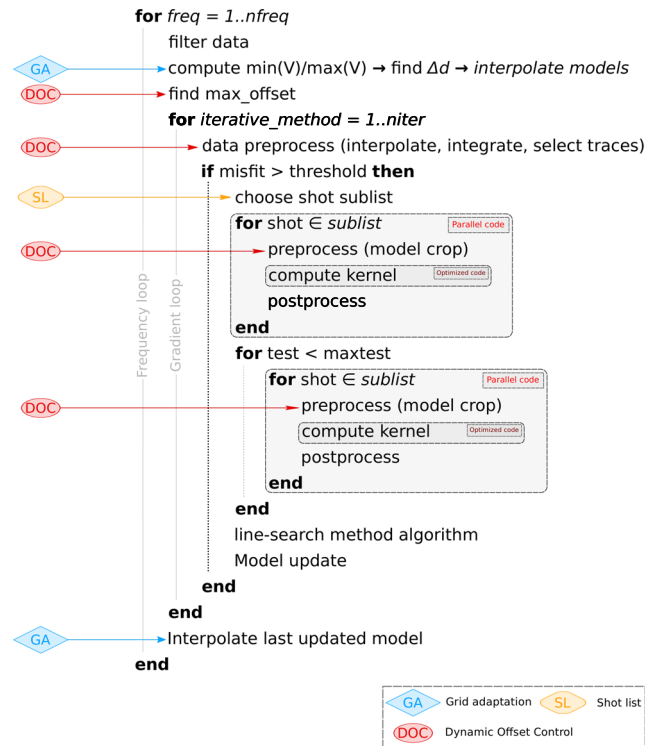 for freq = 1..nfreq
filter data
GA compute min(V)/max(V) → find Δd → interpolate models
DOC find max_offset
for iterative_method = 1..niter
DOC data preprocess (interpolate, integrate, select traces)
if misfit > threshold then
SL choose shot sublist
for shot ∈ sublist Parallel code
DOC preprocess (model crop)
compute kernel Optimized code
postprocess
end
Frequency loop
Gradient loop
for test < maxtest
for shot ∈ sublist Parallel code
DOC preprocess (model crop)
compute kernel Optimized code
postprocess
end
end
line-search method algorithm
Model update
end
end
GA Interpolate last updated model
end
GA Grid adaptation SL Shot list
DOC Dynamic Offset Control